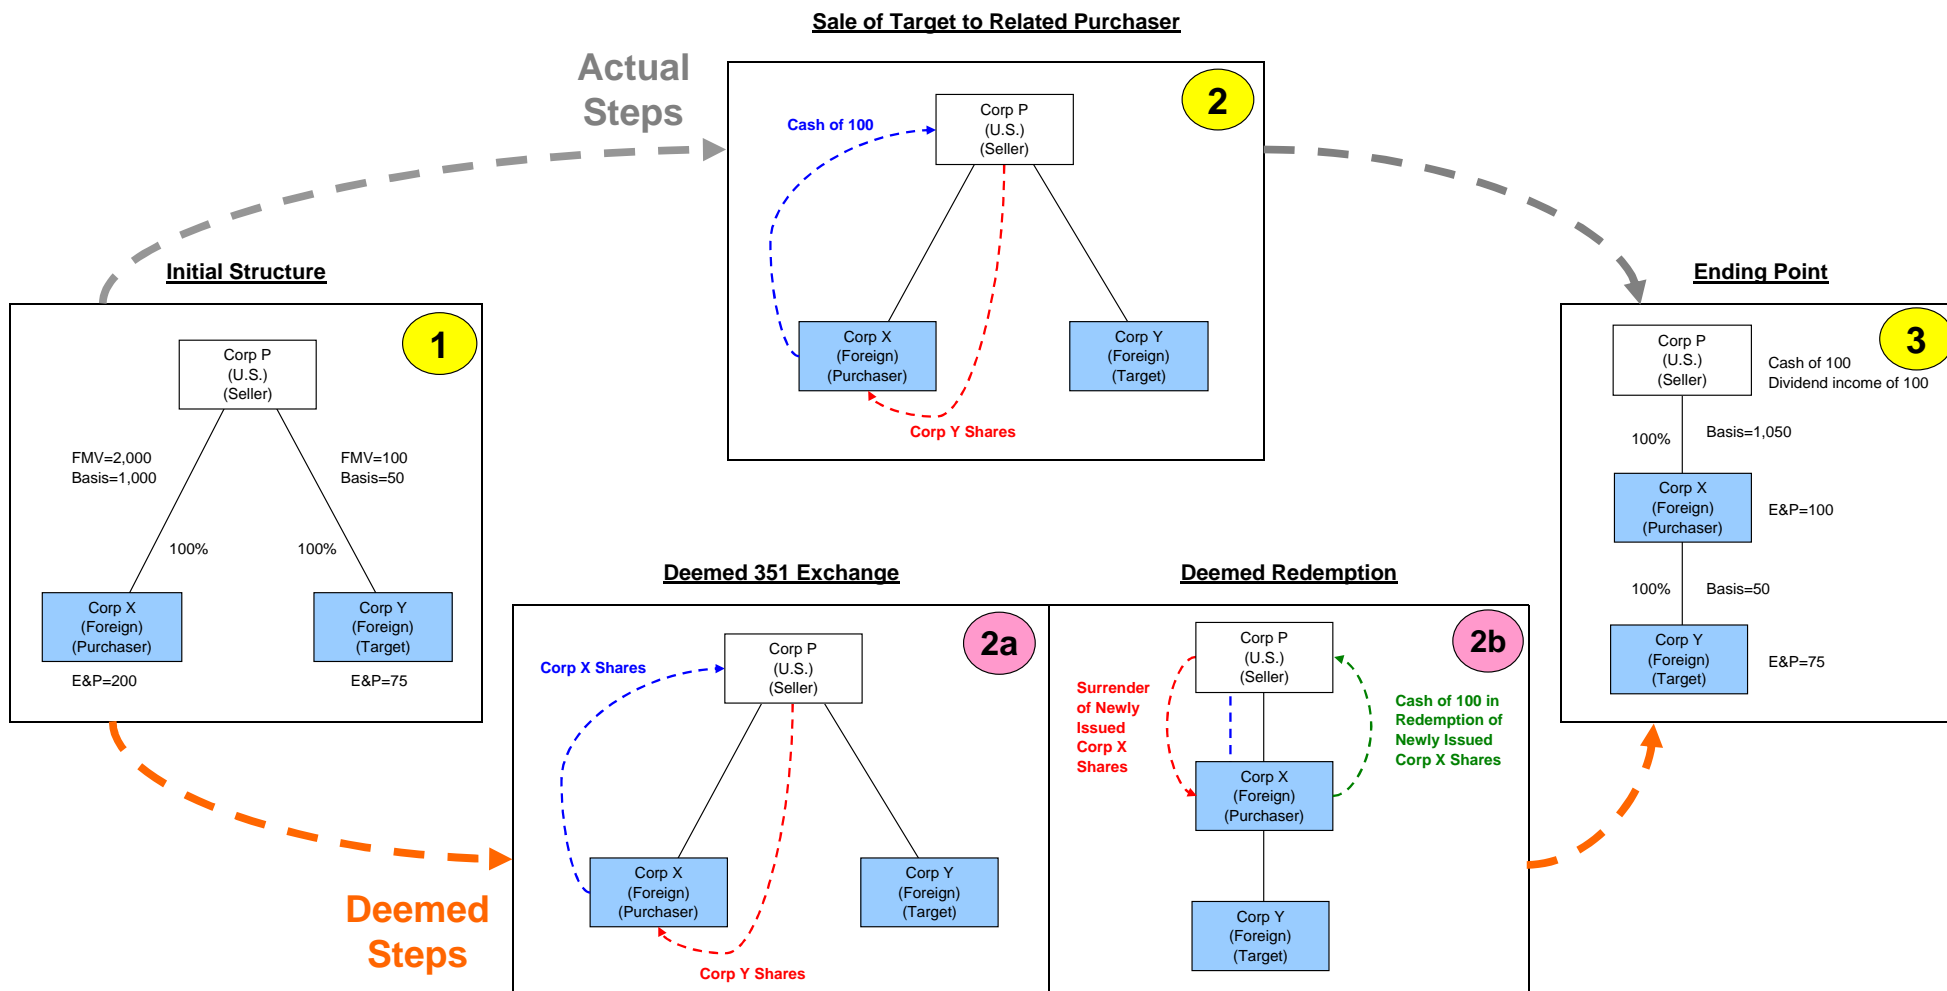 Sale of Target to Related Purchaser
Actual
Steps
2
Corp P
(U.S.)
(Seller)
Cash of 100
Corp X
(Foreign)
(Purchaser)
Corp Y
(Foreign)
(Target)
Corp Y Shares
Initial Structure
1
Corp P
(U.S.)
(Seller)
FMV=2,000
Basis=1,000
FMV=100
Basis=50
100%
100%
Corp X
(Foreign)
(Purchaser)
Corp Y
(Foreign)
(Target)
E&P=200
E&P=75
Deemed
Steps
Deemed 351 Exchange
2a
Corp P
(U.S.)
(Seller)
Corp X Shares
Corp X
(Foreign)
(Purchaser)
Corp Y
(Foreign)
(Target)
Corp Y Shares
Deemed Redemption
2b
Corp P
(U.S.)
(Seller)
Surrender
of Newly
Issued
Corp X
Shares
Cash of 100 in
Redemption of
Newly Issued
Corp X Shares
Corp X
(Foreign)
(Purchaser)
Corp Y
(Foreign)
(Target)
Ending Point
3
Corp P
(U.S.)
(Seller)
Cash of 100
Dividend income of 100
100%
Basis=1,050
Corp X
(Foreign)
(Purchaser)
E&P=100
100%
Basis=50
Corp Y
(Foreign)
(Target)
E&P=75